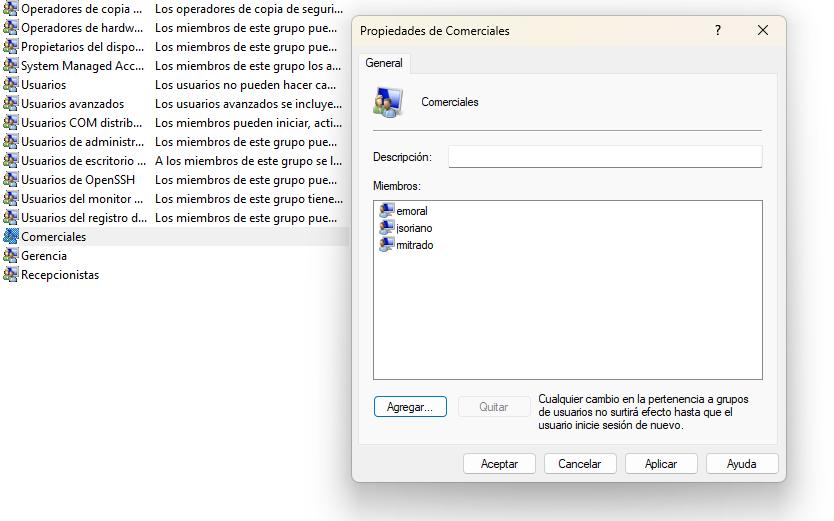 Operadores de copia ... Los operadores de copia de seguri...
Operadores de hardw... Los miembros de este grupo pue...
Propietarios del dispo... Los miembros de este grupo pue...
System Managed Acc... Los miembros de este grupo los a...
Usuarios Los usuarios no pueden hacer ca...
Usuarios avanzados Los usuarios avanzados se incluye...
Usuarios COM distrib... Los miembros pueden iniciar, acti...
Usuarios de administr... Los miembros de este grupo pue...
Usuarios de escritorio ... A los miembros de este grupo se l...
Usuarios de OpenSSH Los miembros de este grupo pue...
Usuarios del monitor ... Los miembros de este grupo tiene...
Usuarios del registro d... Los miembros de este grupo pue...
Comerciales
Gerencia
Recepcionistas
Propiedades de Comerciales ?
General
Comerciales
Descripción:
Miembros:
emoral
jsoriano
rmitrado
Agregar... Quitar
Cualquier cambio en la pertenencia a grupos
de usuarios no surtirá efecto hasta que el
usuario inicie sesión de nuevo.
Aceptar Cancelar Aplicar Ayuda